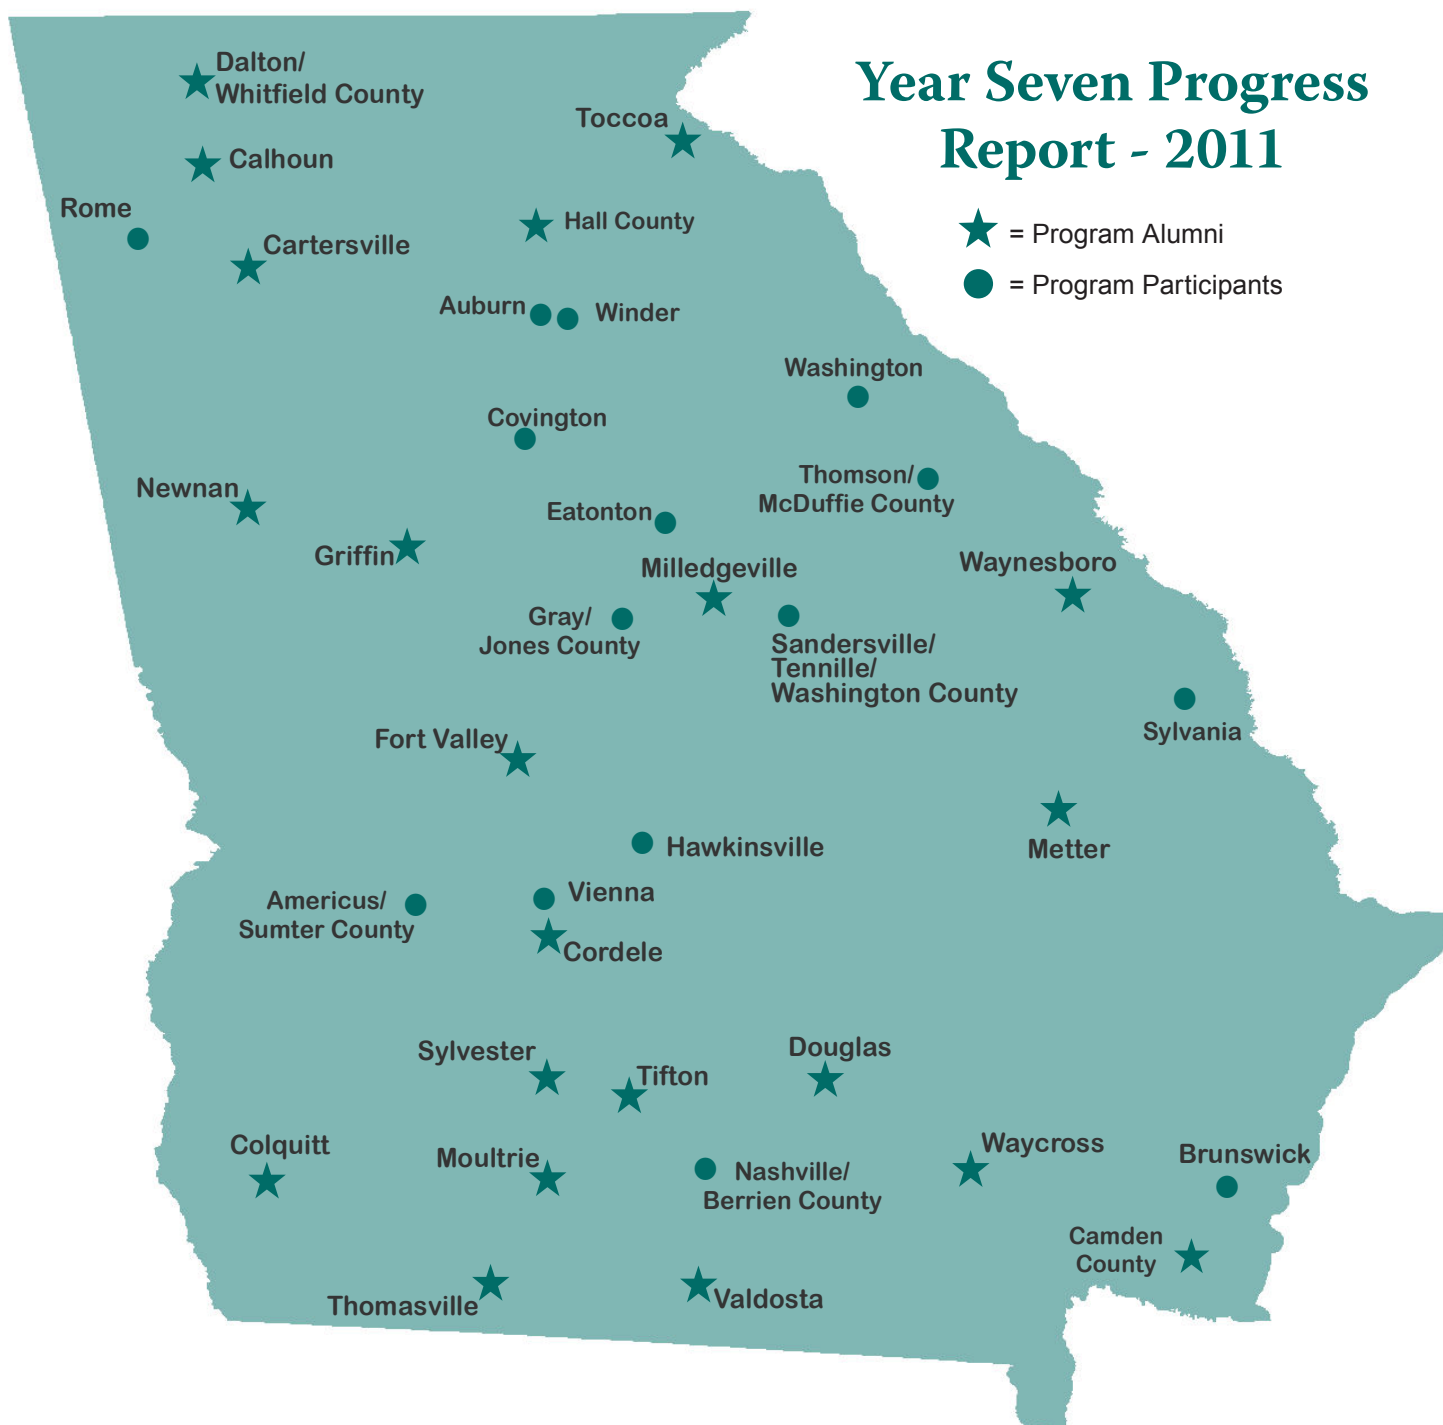 Year Seven Progress
Report - 2011
= Program Alumni
= Program Participants
Dalton/
Whitfield County
Toccoa
Calhoun
Rome
Hall County
Cartersville
Auburn
Winder
Washington
Covington
Thomson/
McDuffie County
Newnan
Eatonton
Griffin
Milledgeville
Waynesboro
Gray/
Jones County
Sandersville/
Tennille/
Washington County
Sylvania
Fort Valley
Hawkinsville
Metter
Americus/
Sumter County
Vienna
Cordele
Sylvester
Tifton
Douglas
Colquitt
Moultrie
Nashville/
Berrien County
Waycross
Brunswick
Camden
County
Thomasville
Valdosta